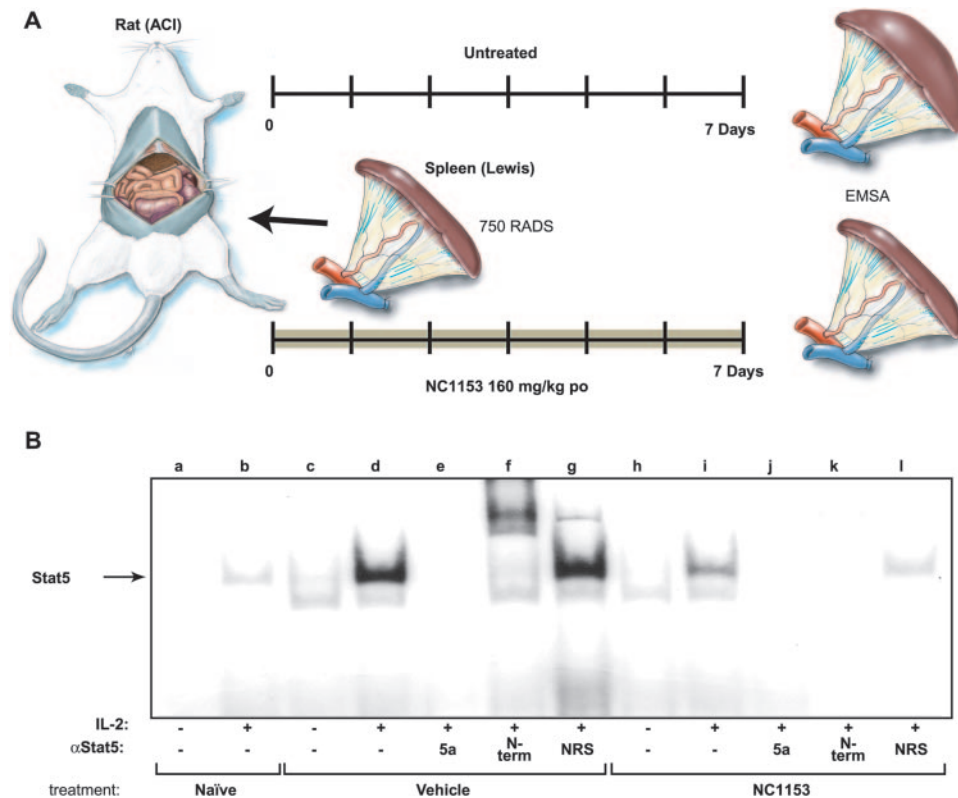 A
Rat (ACI)
Untreated
0
7 Days
Spleen (Lewis)
750 RADS
EMSA
0
7 Days
NC1153 160 mg/kg po
B
a b c d e f g h i j k l
Stat5
IL-2: - + - + + + + - + + + +
αStat5: - - - - 5a N-term NRS - - 5a N-term NRS
treatment: Naïve Vehicle NC1153